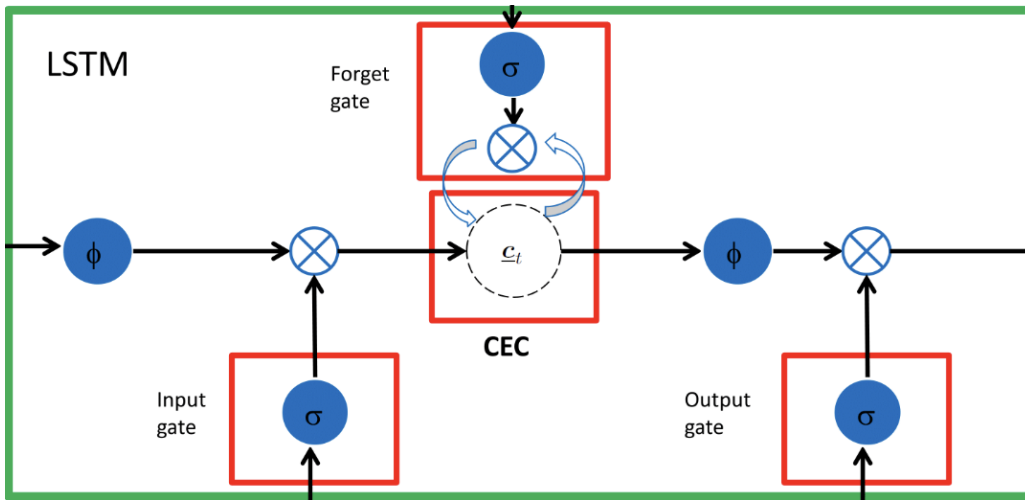 LSTM
Forget
gate
σ
ϕ
c_t
ϕ
CEC
Input
gate
σ
Output
gate
σ